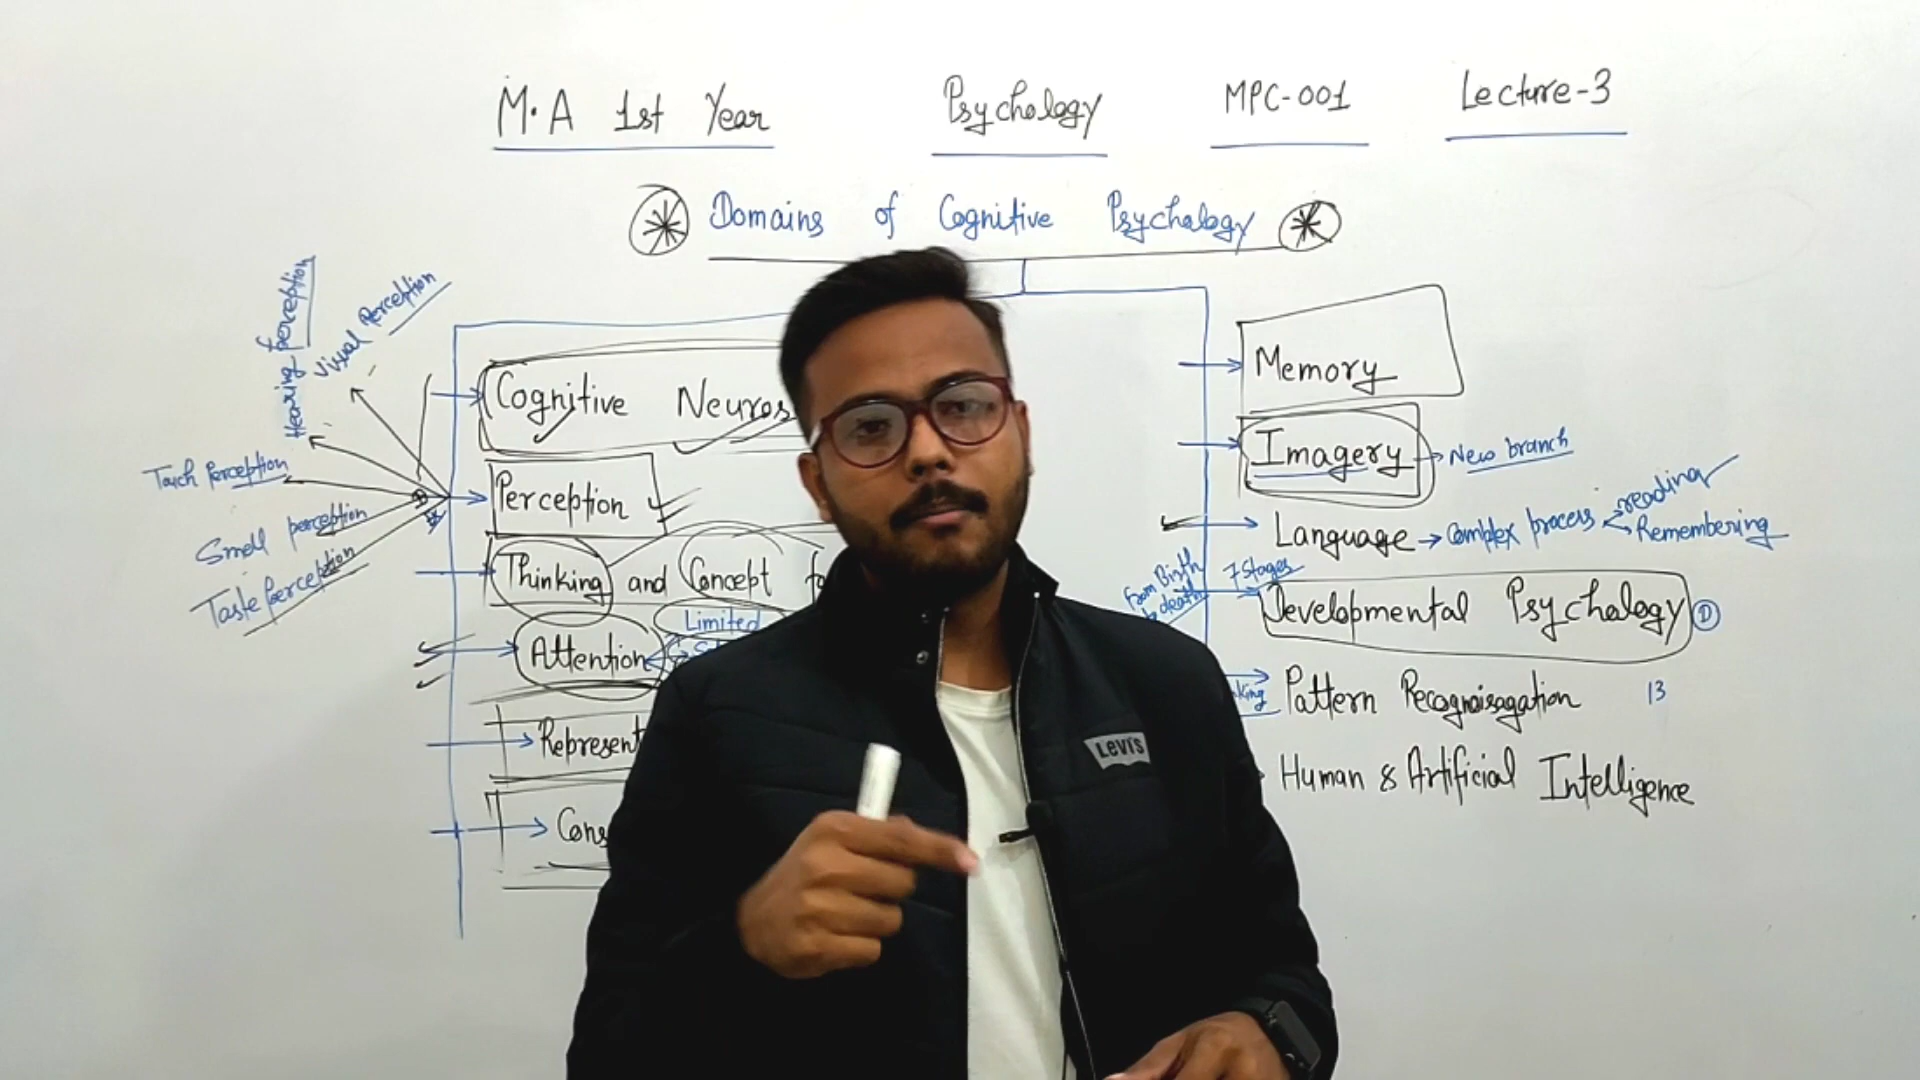 M.A 1st Year Psychology MPC-001 Lecture-3
Domains of Cognitive Psychology
Hearing perception
Visual Perception
Touch Perception
Smell perception
Taste Perception
Cognitive
Perception
Thinking and Concept
Limited
Attention
Memory
Imagery New branch
Language Complex process reading
Remembering
from Birth
to death
7 Stages
Developmental Psychology D
Pattern 13
Human & Artificial Intelligence
Levi's